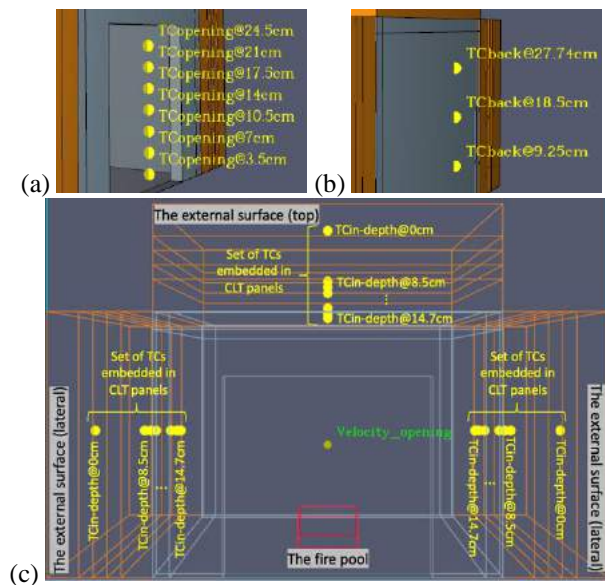 TCopening@24.5cm
TCopening@21cm
TCopening@17.5cm
TCopening@14cm
TCopening@10.5cm
TCopening@7cm
TCopening@3.5cm
(a)
TCback@27.74cm
TCback@18.5cm
TCback@9.25cm
(b)
The external surface (top)
TCin-depth@0cm
Set of TCs
embedded in
CLT panels
TCin-depth@8.5cm
...
TCin-depth@14.7cm
Set of TCs
embedded in
CLT panels
The external surface (lateral)
TCin-depth@0cm
TCin-depth@8.5cm
...
TCin-depth@14.7cm
Velocity_opening
Set of TCs
embedded in
CLT panels
TCin-depth@14.7cm
...
TCin-depth@8.5cm
TCin-depth@0cm
The external surface (lateral)
The fire pool
(c)